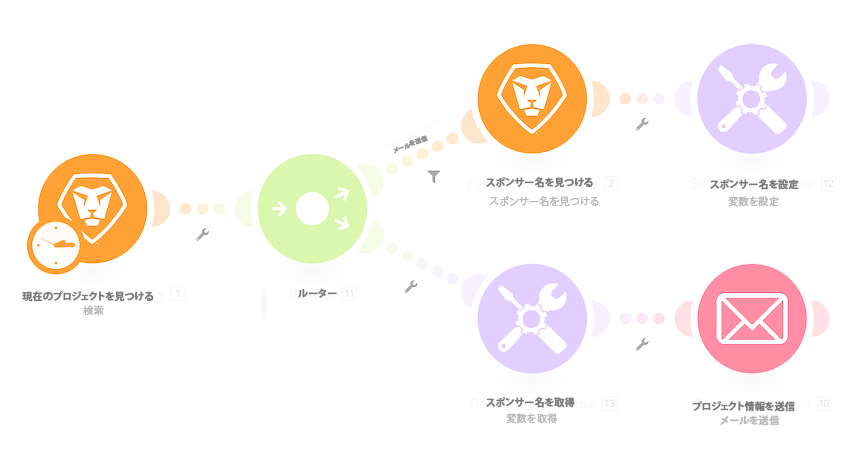 メールを送信
スポンサー名を見つける 2
スポンサー名を見つける
スポンサー名を設定 12
変数を設定
現在のプロジェクトを見つける 1
検索
ルーター 11
スポンサー名を取得 13
変数を取得
プロジェクト情報を送信 10
メールを送信